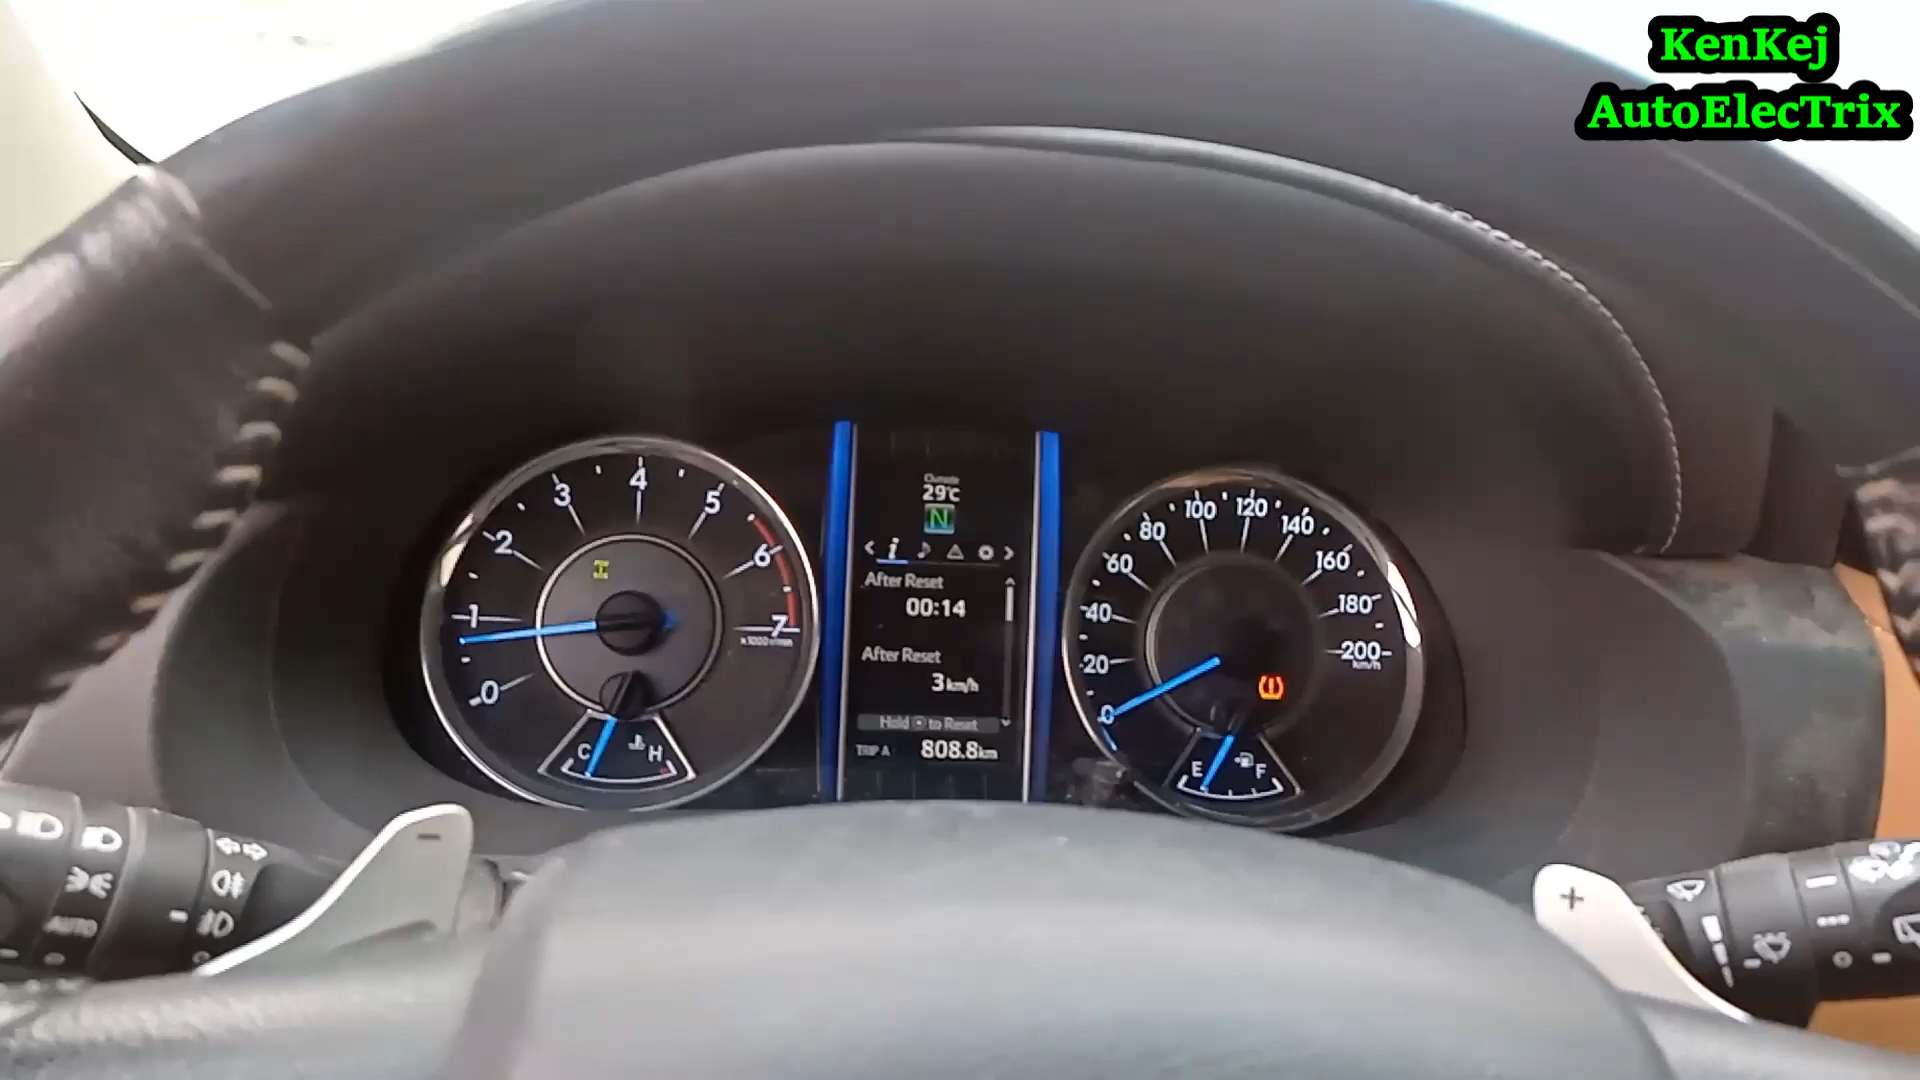 KenKej
AutoElecTrix
0 1 2 3 4 5 6 7
x1000 r/min
C H
Outside
29°C
N
After Reset
00:14
After Reset
3 km/h
Hold to Reset
TRIP A 808.8 km
0 20 40 60 80 100 120 140 160 180 200
km/h
E F
AUTO
-
+